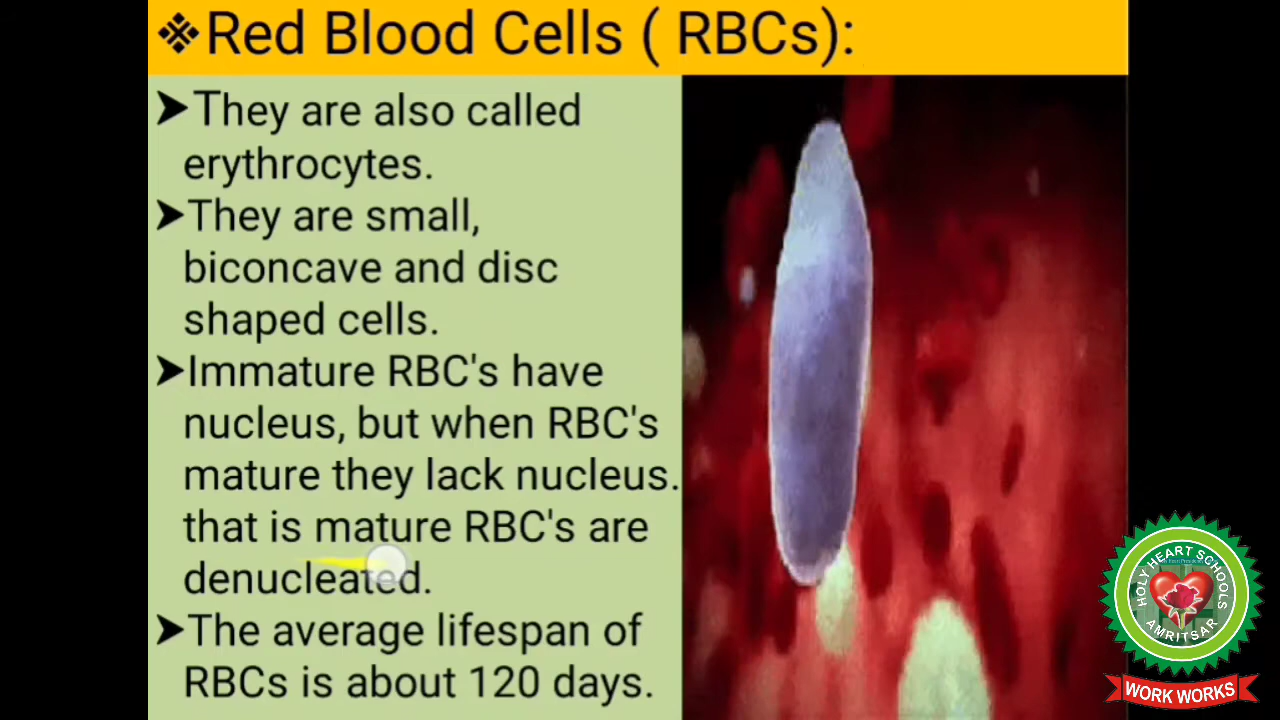 ❖Red Blood Cells ( RBCs):
➤They are also called
erythrocytes.
➤They are small,
biconcave and disc
shaped cells.
➤Immature RBC's have
nucleus, but when RBC's
mature they lack nucleus.
that is mature RBC's are
denucleated.
➤The average lifespan of
RBCs is about 120 days.
HOLY HEART SCHOOLS
AMRITSAR
WORK WORKS